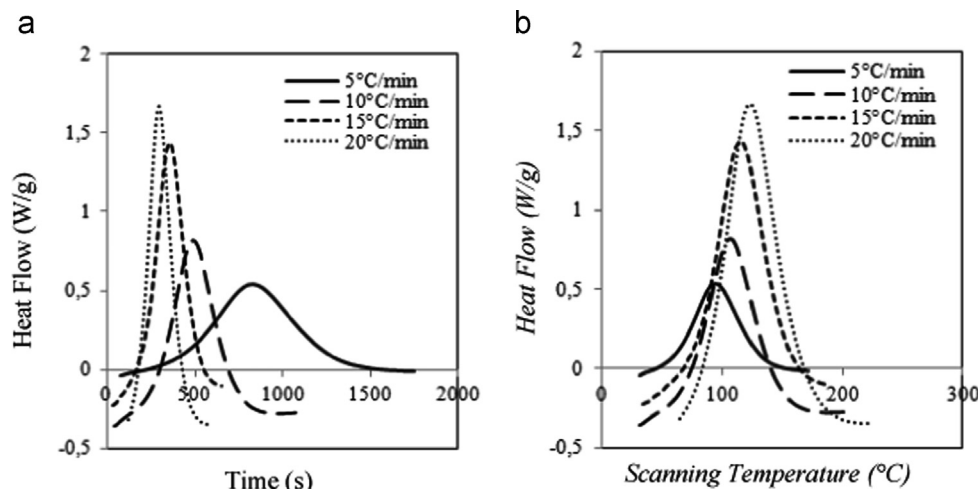 a
2
1,5
1
0,5
0
-0,5
Heat Flow (W/g)
0
500
1000
1500
2000
Time (s)
5°C/min
10°C/min
15°C/min
20°C/min
b
2
1,5
1
0,5
0
-0,5
Heat Flow (W/g)
0
100
200
300
Scanning Temperature (°C)
5°C/min
10°C/min
15°C/min
20°C/min